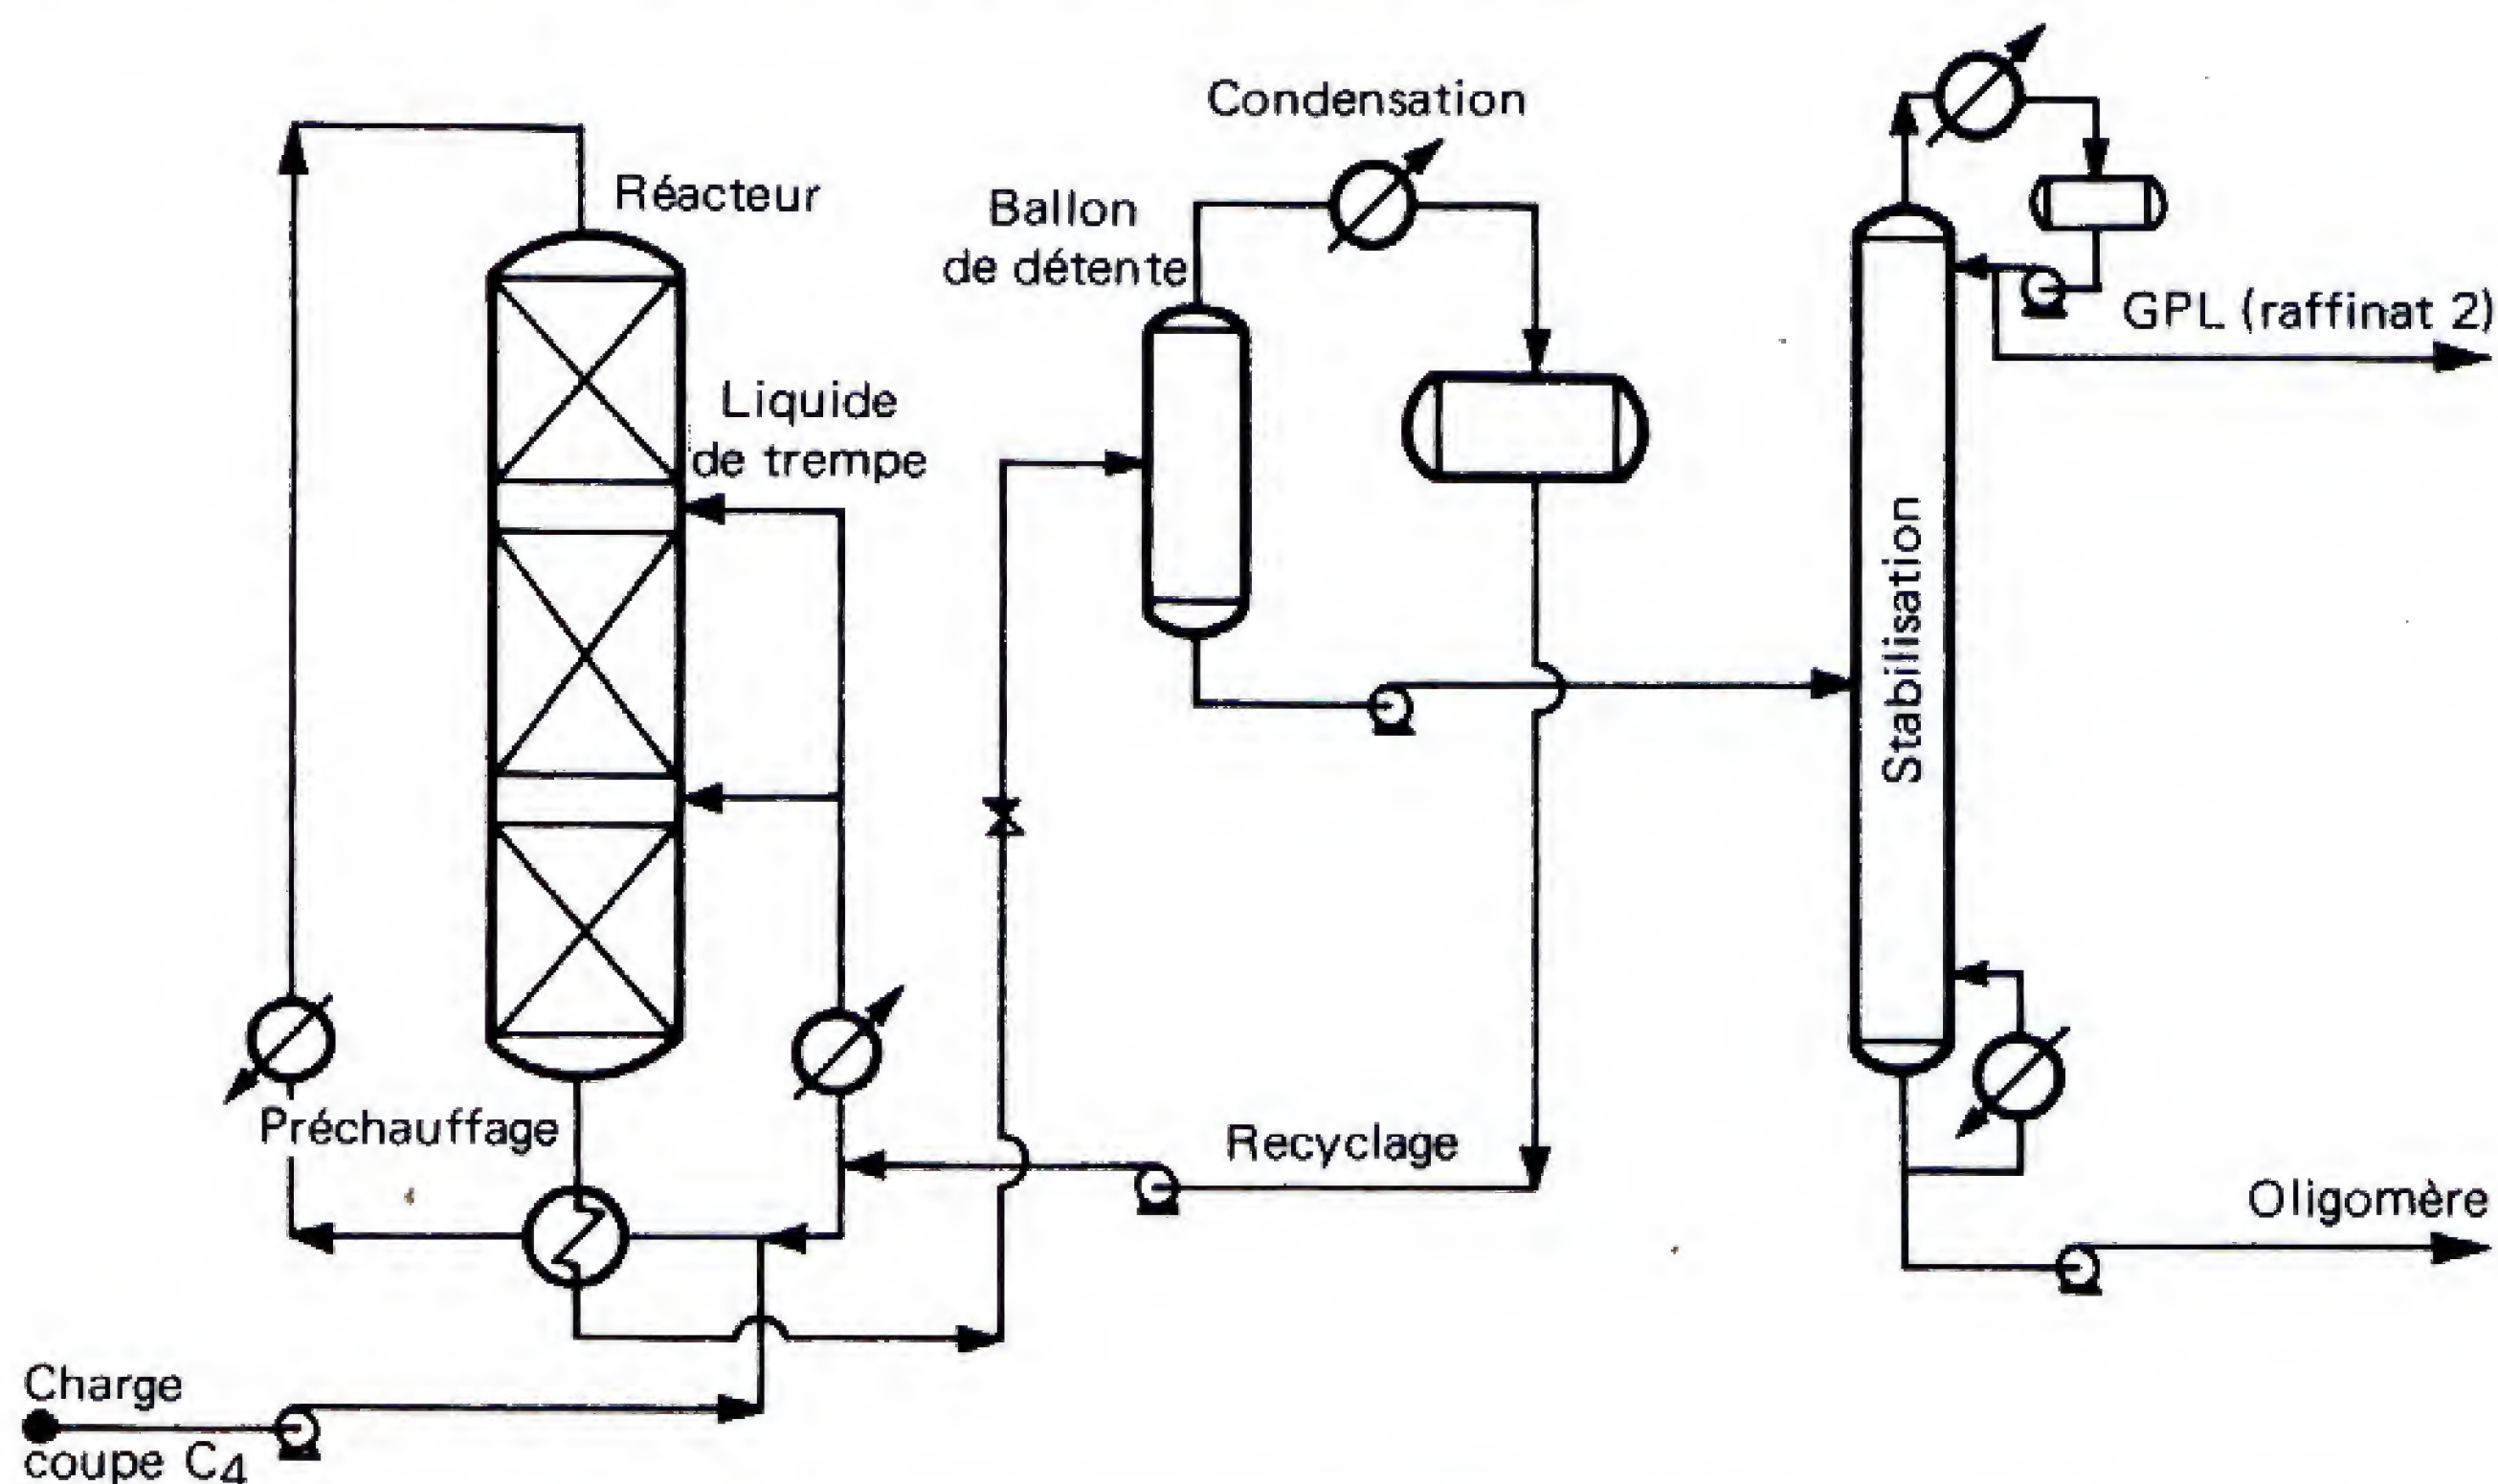 Condensation
Réacteur
Ballon
de détente
GPL (raffinat 2)
Liquide
de trempe
Stabilisation
Préchauffage
Recyclage
Oligomère
Charge
coupe C4